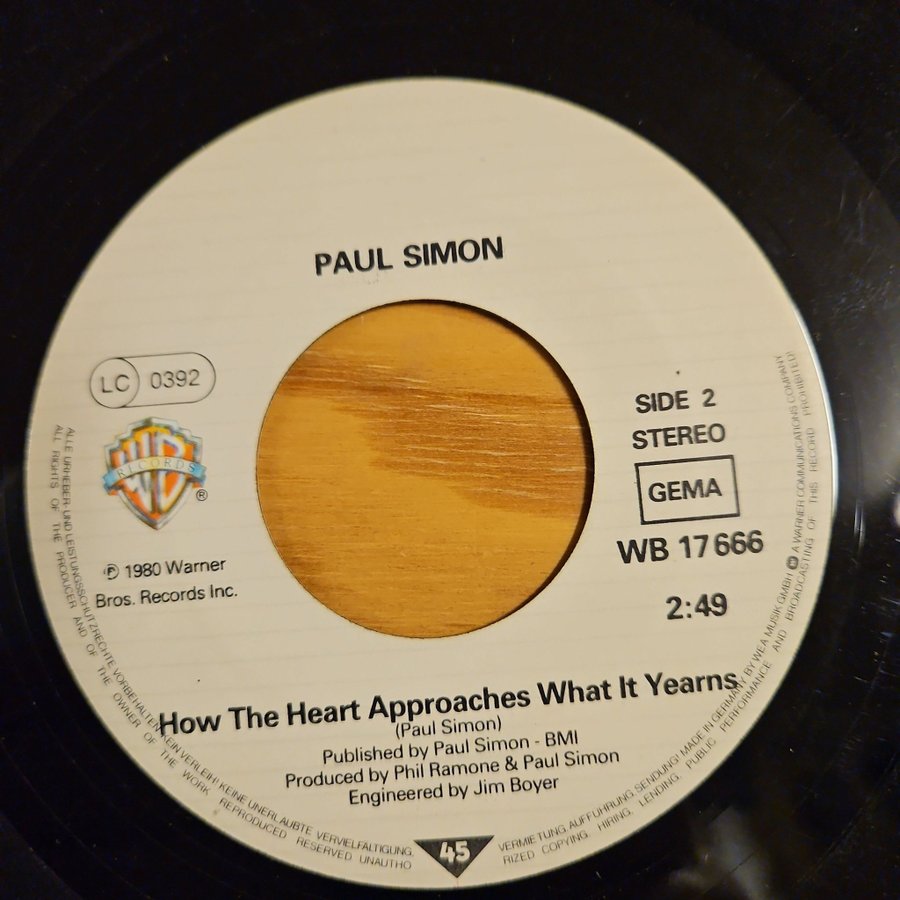 PAUL SIMON
LC 0392
WB
RECORDS
®
℗ 1980 Warner
Bros. Records Inc.
SIDE 2
STEREO
GEMA
WB 17 666
2:49
How The Heart Approaches What It Yearns
(Paul Simon)
Published by Paul Simon - BMI
Produced by Phil Ramone & Paul Simon
Engineered by Jim Boyer
45
ALLE URHEBER- UND LEISTUNGSSCHUTZRECHTE VORBEHALTEN. KEIN VERLEIH! KEINE UNERLAUBTE VERVIELFÄLTIGUNG, VERMIETUNG, AUFFÜHRUNG, SENDUNG! MADE IN GERMANY BY WEA MUSIK GMBH A WARNER COMMUNICATIONS COMPANY
ALL RIGHTS OF THE PRODUCER AND OF THE OWNER OF THE WORK REPRODUCED RESERVED UNAUTHORIZED COPYING, HIRING, LENDING, PUBLIC PERFORMANCE AND BROADCASTING OF THIS RECORD PROHIBITED!